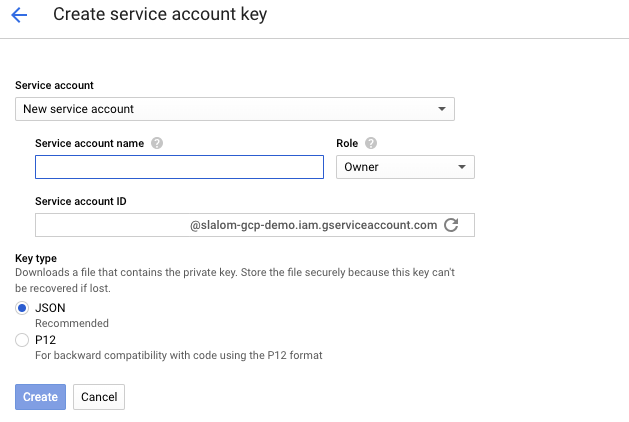 Create service account key
Service account
New service account
Service account name ? Role ?
Owner
Service account ID
@slalom-gcp-demo.iam.gserviceaccount.com
Key type
Downloads a file that contains the private key. Store the file securely because this key can't
be recovered if lost.
JSON
Recommended
P12
For backward compatibility with code using the P12 format
Create Cancel